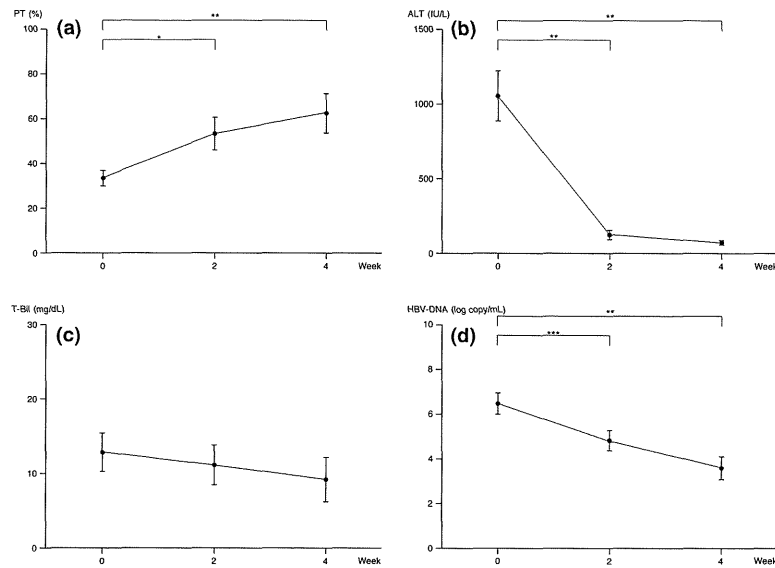 PT (%)
(a)
100
80
60
40
20
0
*
**
0 2 4 Week
ALT (IU/L)
(b)
1500
1000
500
0
**
**
0 2 4 Week
T-Bil (mg/dL)
(c)
30
20
10
0
0 2 4 Week
HBV-DNA (log copy/mL)
(d)
10
8
6
4
2
0
**
***
0 2 4 Week